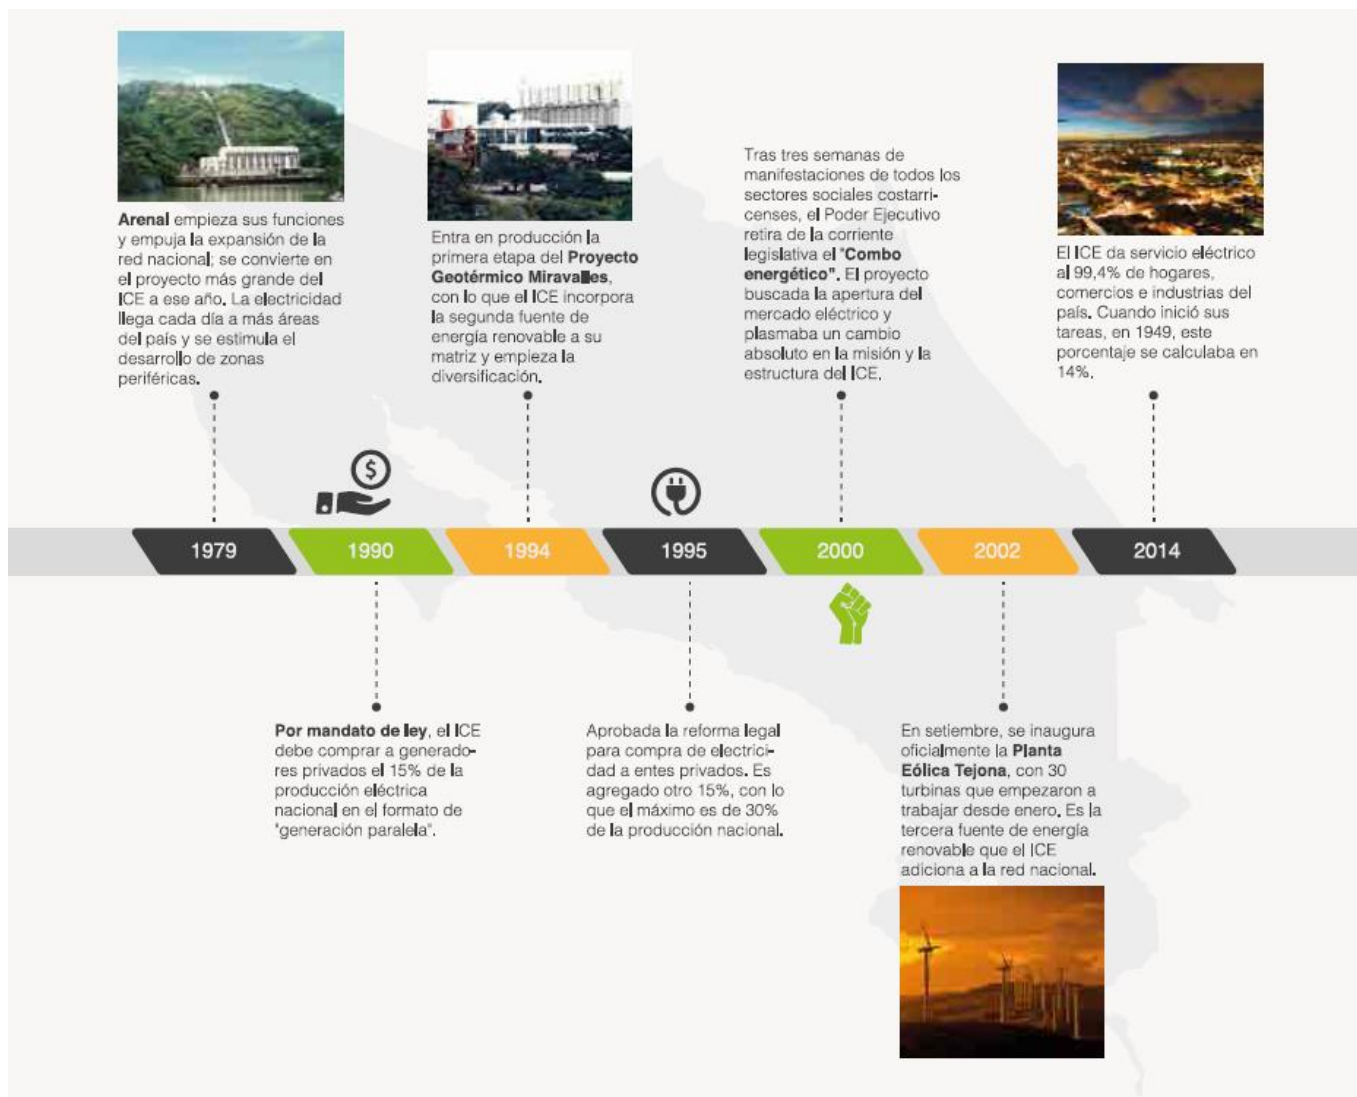 Arenal empieza sus funciones
y empuja la expansión de la
red nacional; se convierte en
el proyecto más grande del
ICE a ese año. La electricidad
llega cada día a más áreas
del país y se estimula el
desarrollo de zonas
periféricas.
Entra en producción la
primera etapa del Proyecto
Geotérmico Miravalles,
con lo que el ICE incorpora
la segunda fuente de
energía renovable a su
matriz y empieza la
diversificación.
Tras tres semanas de
manifestaciones de todos los
sectores sociales costarri-
censes, el Poder Ejecutivo
retira de la corriente
legislativa el "Combo
energético". El proyecto
buscada la apertura del
mercado eléctrico y
plasmaba un cambio
absoluto en la misión y la
estructura del ICE.
El ICE da servicio eléctrico
al 99,4% de hogares,
comercios e industrias del
país. Cuando inició sus
tareas, en 1949, este
porcentaje se calculaba en
14%.
$
1979
1990
1994
1995
2000
2002
2014
Por mandato de ley, el ICE
debe comprar a generado-
res privados el 15% de la
producción eléctrica
nacional en el formato de
"generación paralela".
Aprobada la reforma legal
para compra de electrici-
dad a entes privados. Es
agregado otro 15%, con lo
que el máximo es de 30%
de la producción nacional.
En setiembre, se inaugura
oficialmente la Planta
Eólica Tejona, con 30
turbinas que empezaron a
trabajar desde enero. Es la
tercera fuente de energía
renovable que el ICE
adiciona a la red nacional.